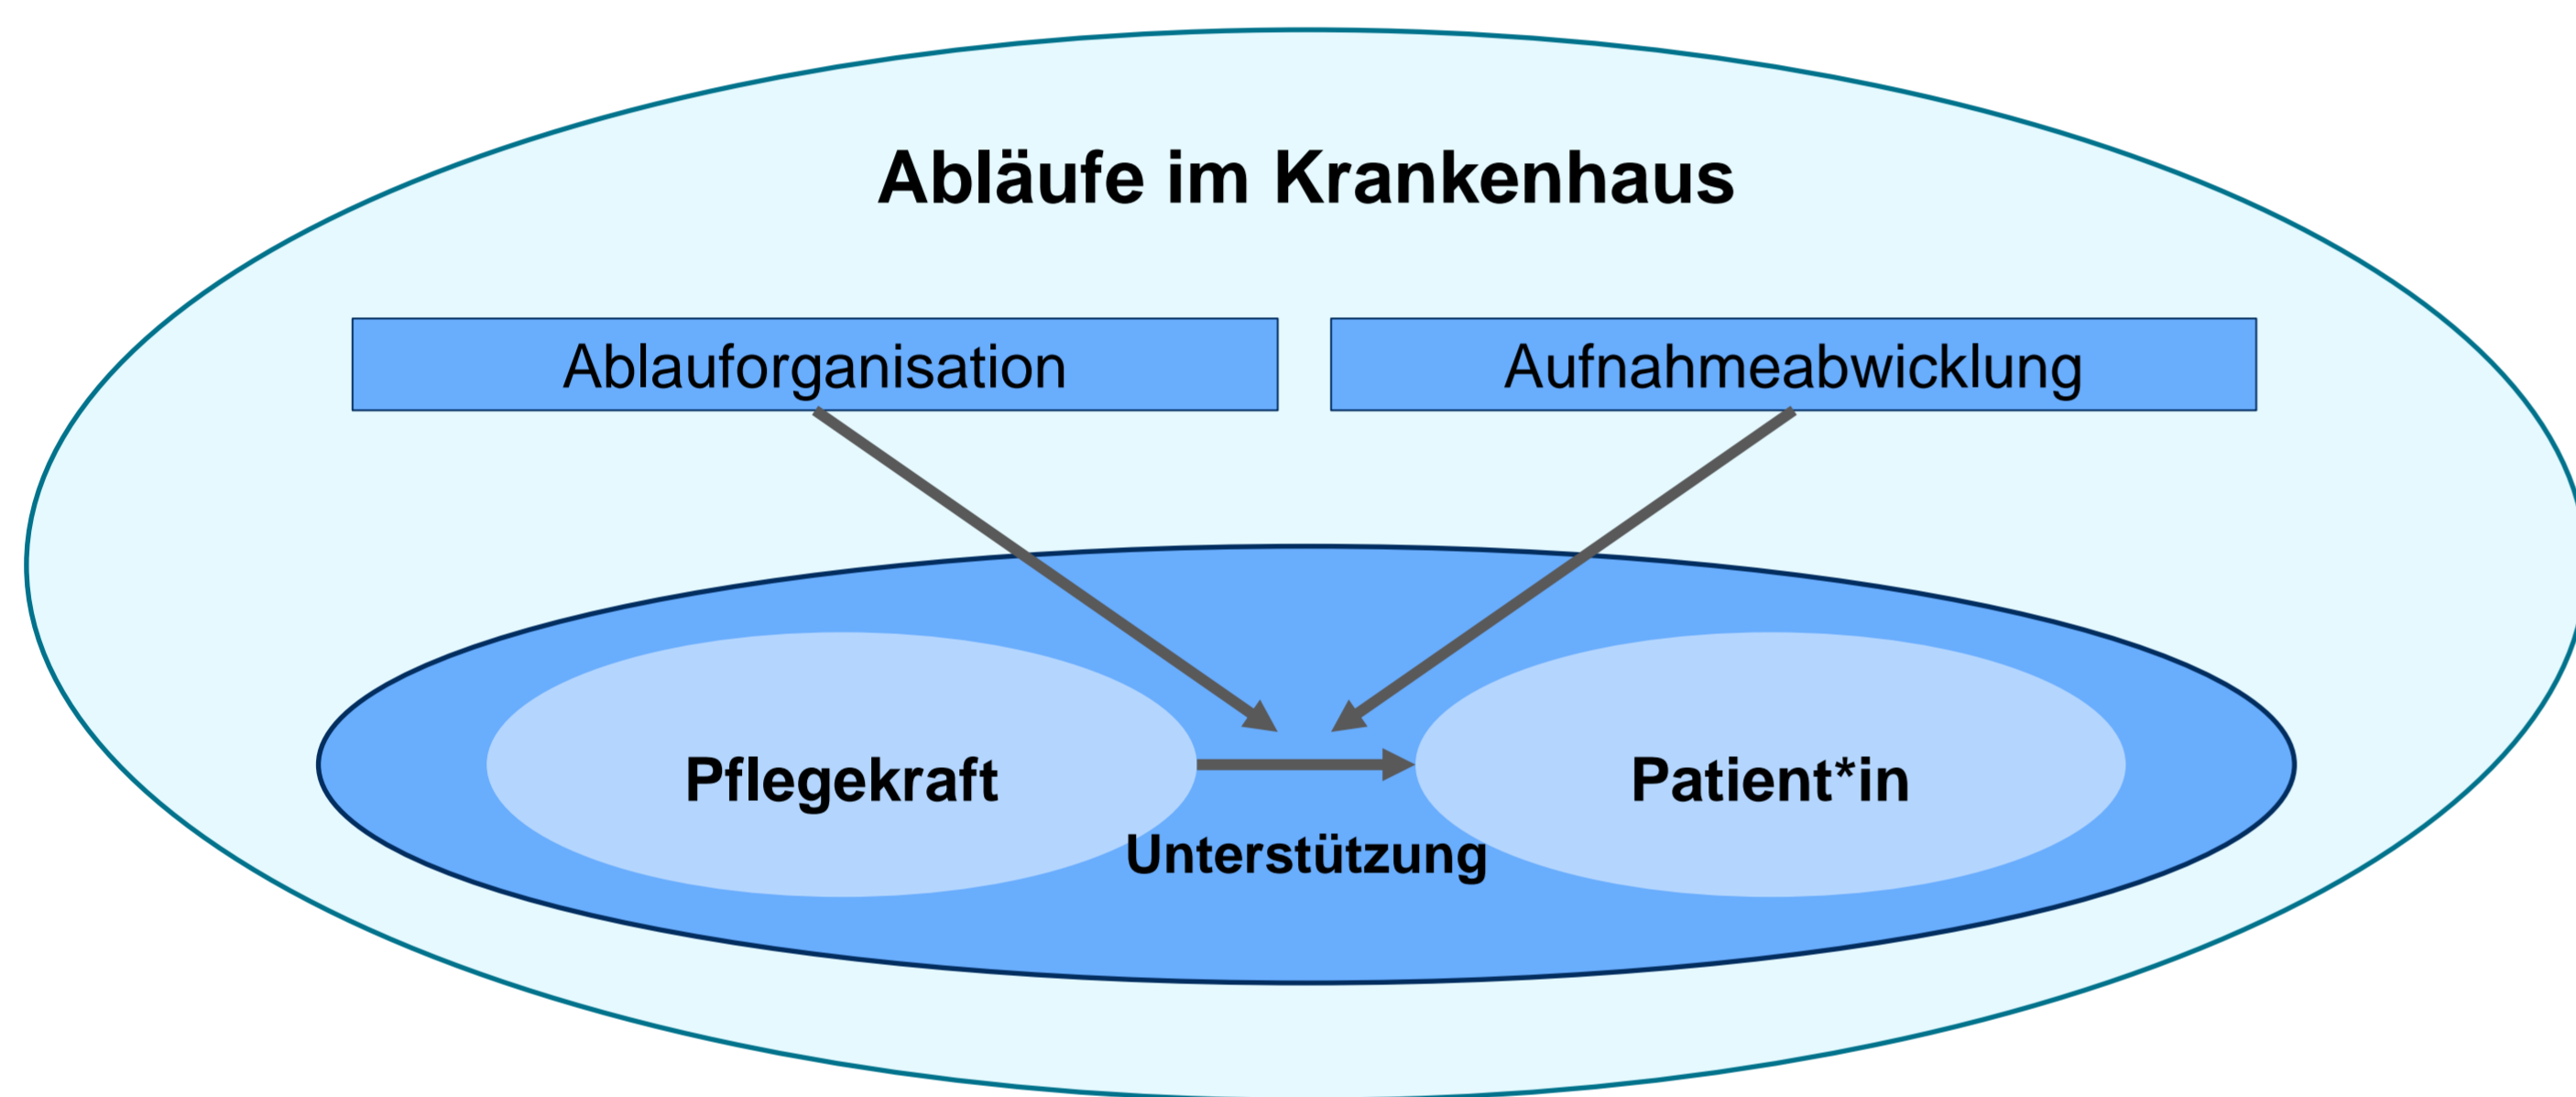 Abläufe im Krankenhaus
Ablauforganisation
Aufnahmeabwicklung
Pflegekraft
Patient*in
Unterstützung